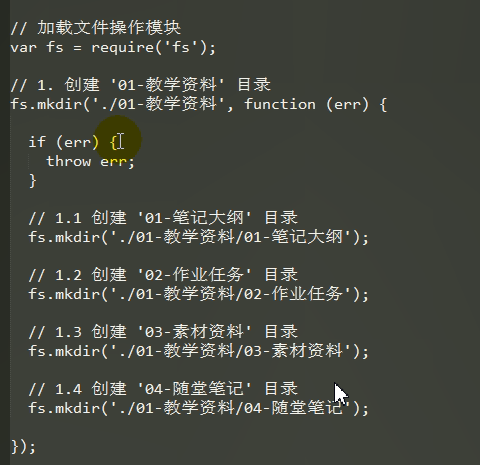 // 加载文件操作模块
var fs = require('fs');
// 1. 创建 '01-教学资料' 目录
fs.mkdir('./01-教学资料', function (err) {
if (err) {
throw err;
}
// 1.1 创建 '01-笔记大纲' 目录
fs.mkdir('./01-教学资料/01-笔记大纲');
// 1.2 创建 '02-作业任务' 目录
fs.mkdir('./01-教学资料/02-作业任务');
// 1.3 创建 '03-素材资料' 目录
fs.mkdir('./01-教学资料/03-素材资料');
// 1.4 创建 '04-随堂笔记' 目录
fs.mkdir('./01-教学资料/04-随堂笔记');
});